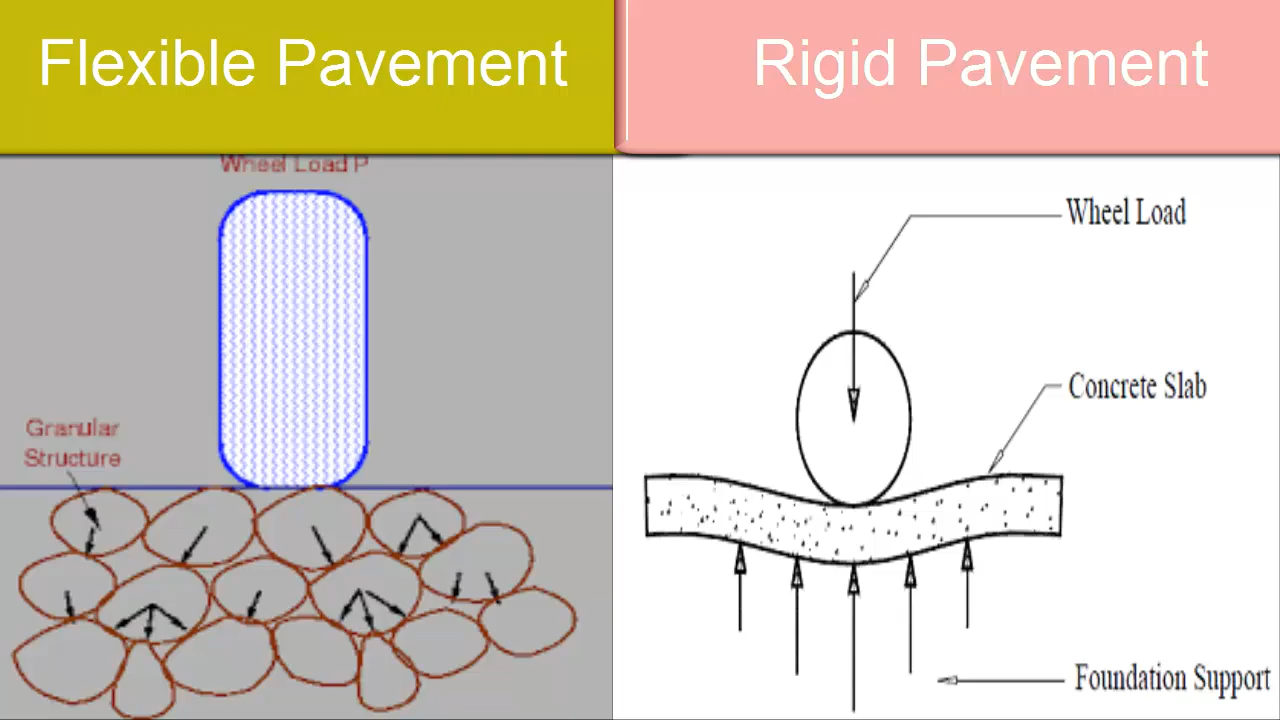 Flexible Pavement
Rigid Pavement
Wheel Load P
Granular
Structure
Wheel Load
Concrete Slab
Foundation Support